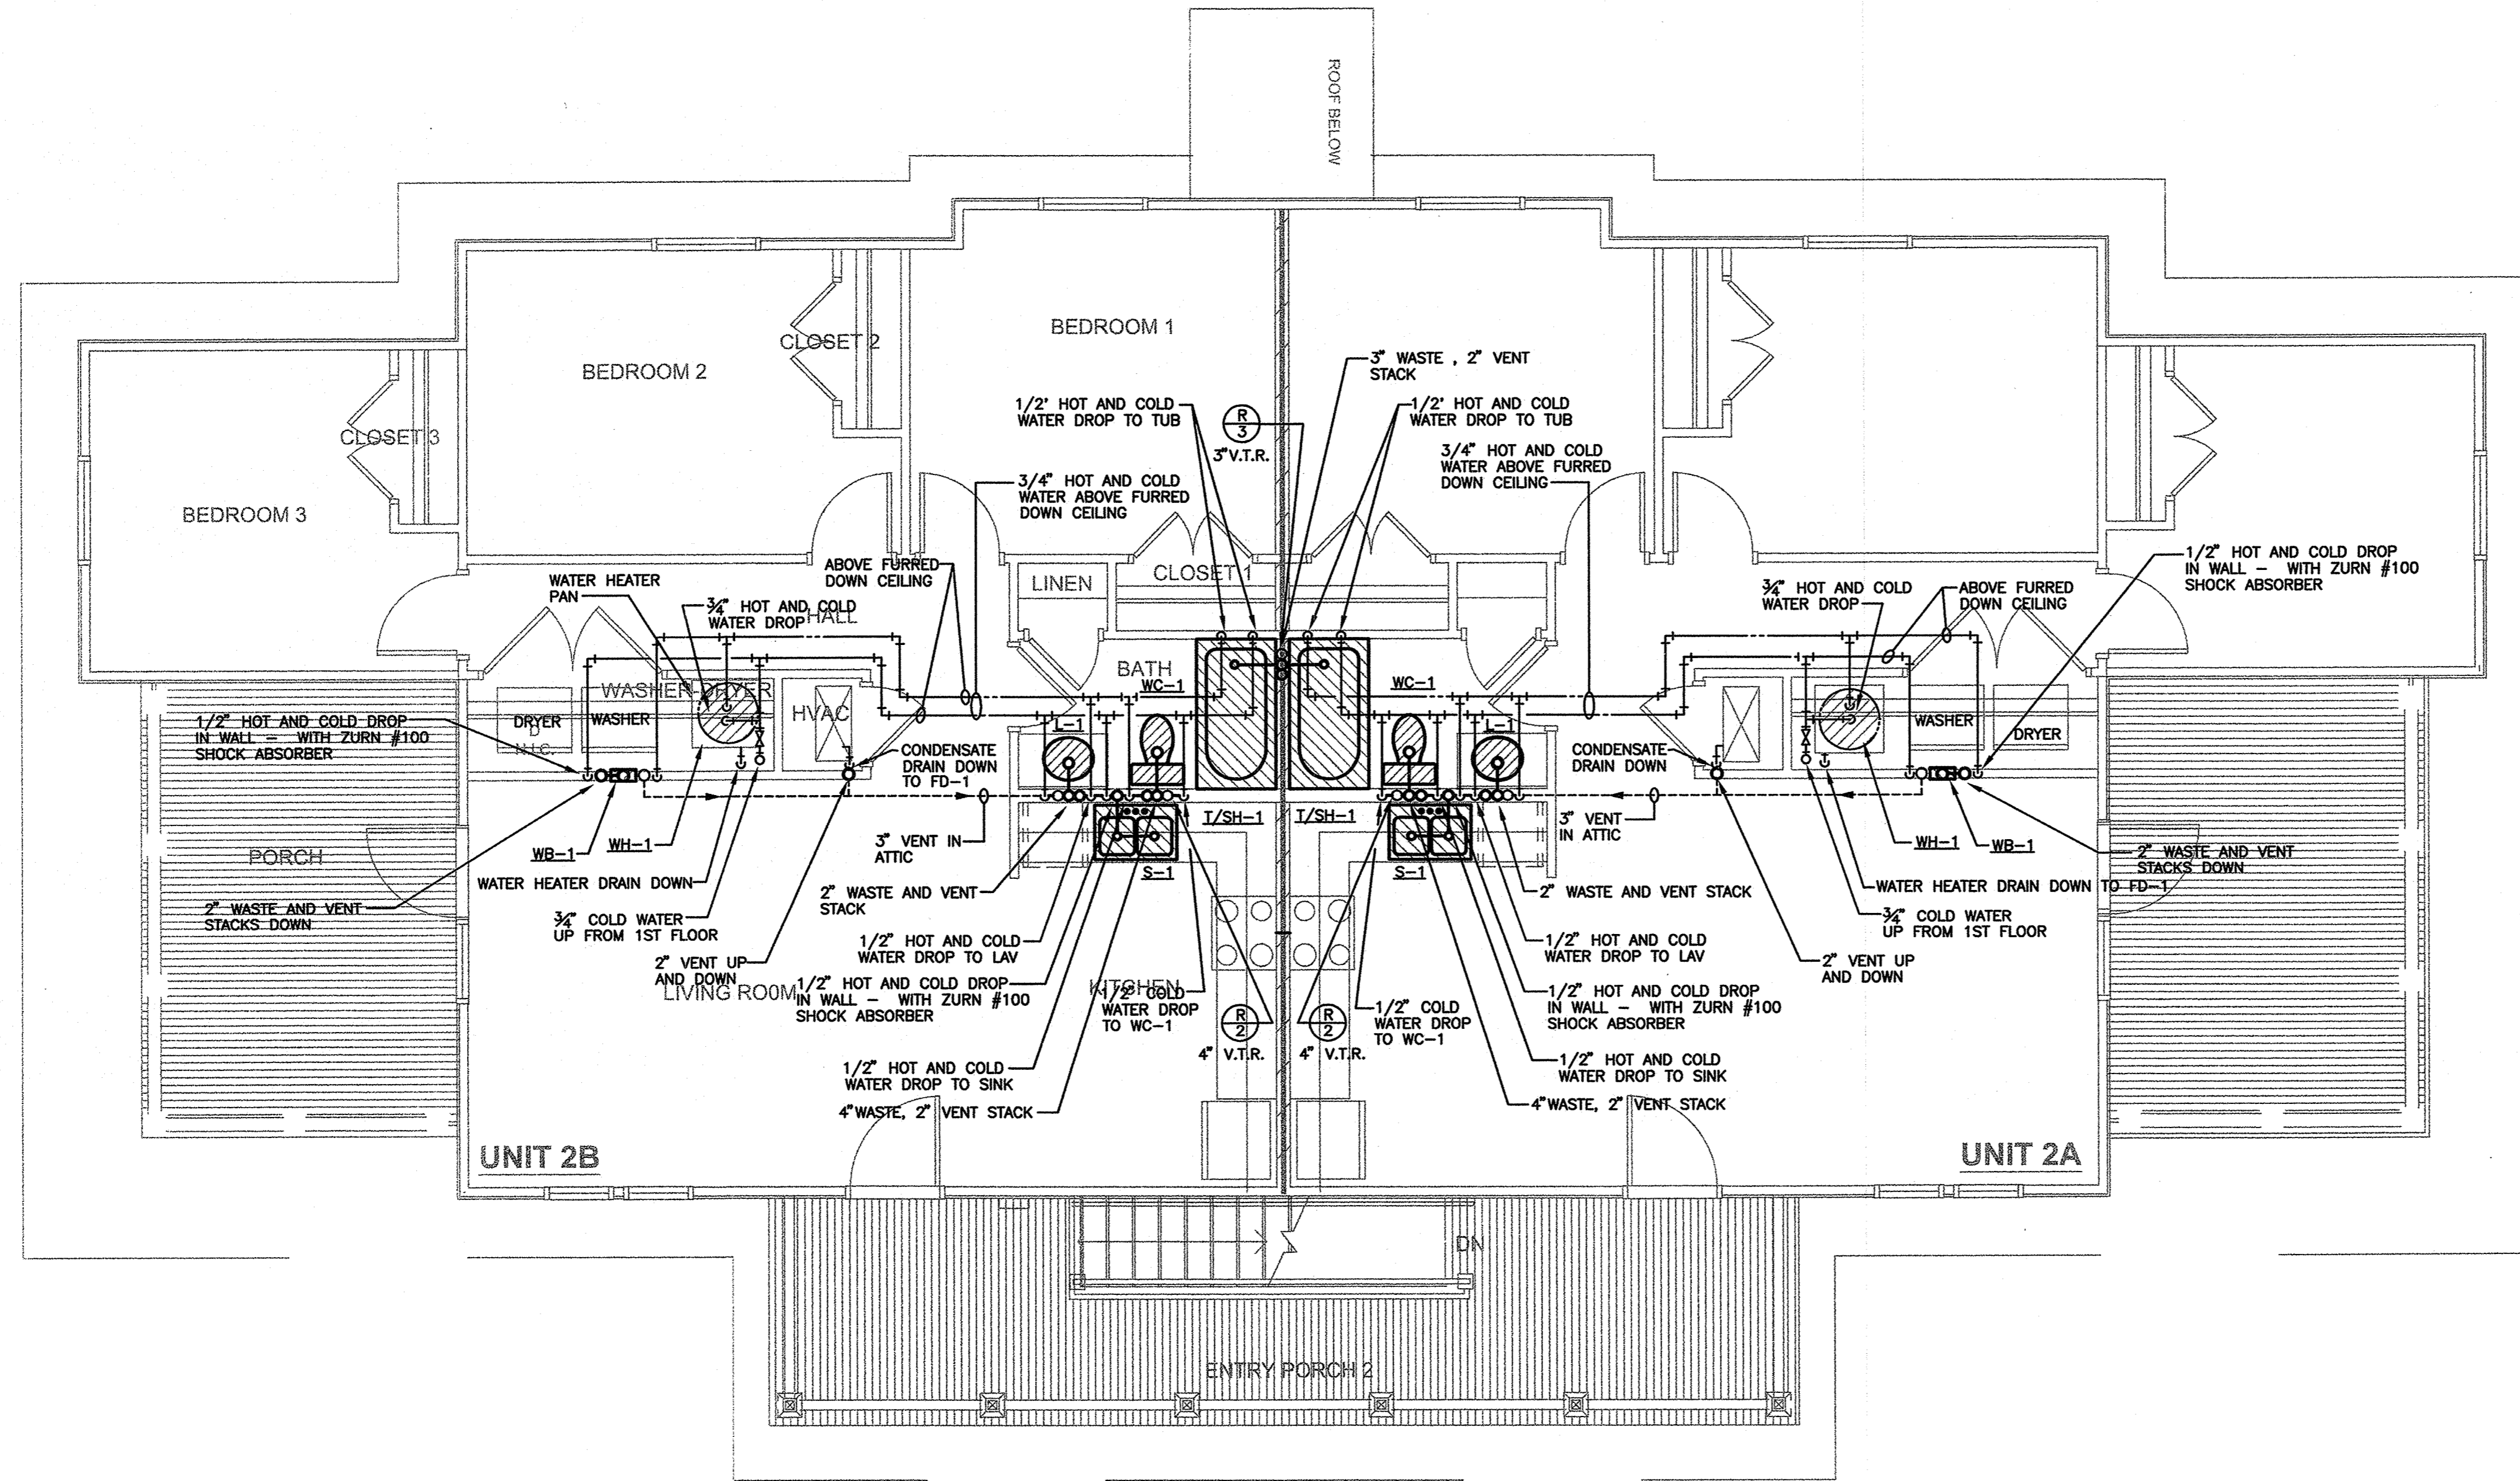 ROOF BELOW
BEDROOM 1
CLOSET 2
BEDROOM 2
3" WASTE , 2" VENT
STACK
1/2' HOT AND COLD
WATER DROP TO TUB
R
3
3"V.T.R.
1/2' HOT AND COLD
WATER DROP TO TUB
CLOSET 3
3/4" HOT AND COLD
WATER ABOVE FURRED
DOWN CEILING
3/4" HOT AND COLD
WATER ABOVE FURRED
DOWN CEILING
BEDROOM 3
WATER HEATER
PAN
ABOVE FURRED
DOWN CEILING
LINEN
CLOSET 1
3/4" HOT AND COLD
WATER DROP
HALL
3/4" HOT AND COLD
WATER DROP
ABOVE FURRED
DOWN CEILING
1/2" HOT AND COLD DROP
IN WALL - WITH ZURN #100
SHOCK ABSORBER
BATH
WC-1
WC-1
WASHER-DRYER
HVAC
L-1
L-1
1/2" HOT AND COLD DROP
IN WALL - WITH ZURN #100
SHOCK ABSORBER
DRYER
WASHER
D
N.I.C.
WASHER
DRYER
CONDENSATE
DRAIN DOWN
TO FD-1
CONDENSATE
DRAIN DOWN
T/SH-1
T/SH-1
3" VENT IN
ATTIC
3" VENT
IN ATTIC
WB-1
WH-1
WH-1
WB-1
PORCH
S-1
S-1
WATER HEATER DRAIN DOWN
2" WASTE AND VENT
STACK
2" WASTE AND VENT STACK
WATER HEATER DRAIN DOWN TO FD-1
2" WASTE AND VENT
STACKS DOWN
2" WASTE AND VENT
STACKS DOWN
3/4" COLD WATER
UP FROM 1ST FLOOR
3/4" COLD WATER
UP FROM 1ST FLOOR
1/2" HOT AND COLD
WATER DROP TO LAV
1/2" HOT AND COLD
WATER DROP TO LAV
2" VENT UP
AND DOWN
2" VENT UP
AND DOWN
LIVING ROOM
1/2" HOT AND COLD DROP
IN WALL - WITH ZURN #100
SHOCK ABSORBER
KITCHEN
1/2" COLD
WATER DROP
TO WC-1
R
2
4" V.T.R.
R
2
4" V.T.R.
1/2" COLD
WATER DROP
TO WC-1
1/2" HOT AND COLD DROP
IN WALL - WITH ZURN #100
SHOCK ABSORBER
1/2" HOT AND COLD
WATER DROP TO SINK
1/2" HOT AND COLD
WATER DROP TO SINK
4"WASTE, 2" VENT STACK
4"WASTE, 2" VENT STACK
UNIT 2B
UNIT 2A
DN
ENTRY PORCH 2